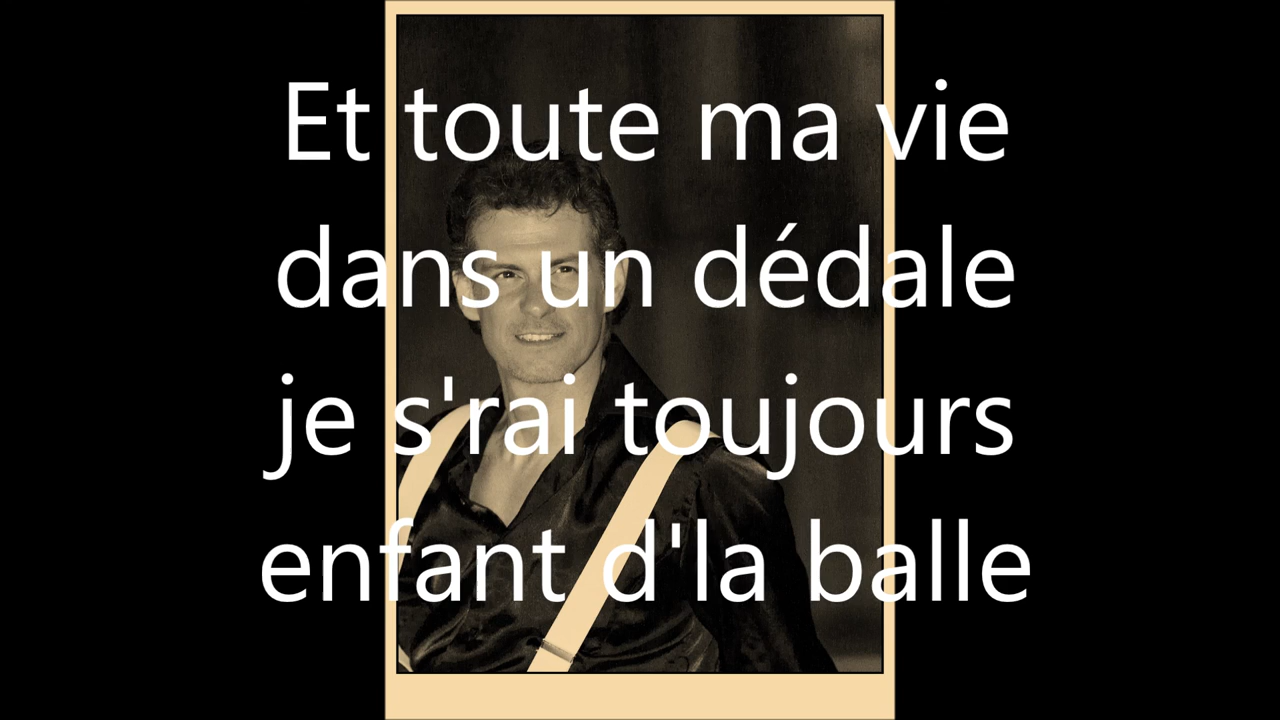 Et toute ma vie
dans un dédale
je s'rai toujours
enfant d'la balle